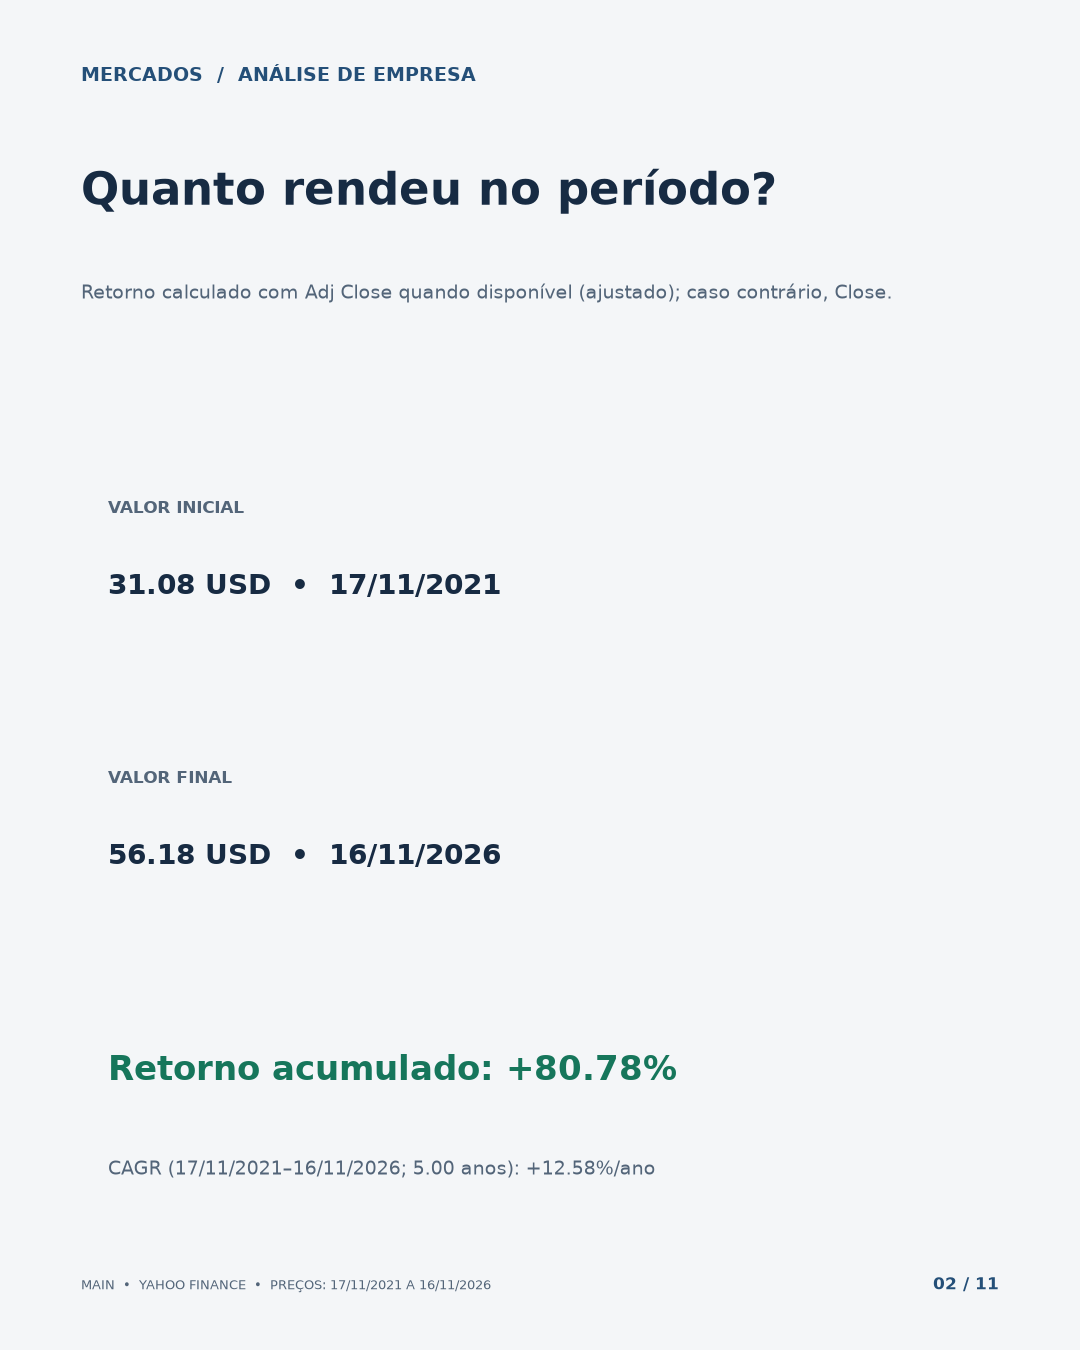 MERCADOS / ANÁLISE DE EMPRESA
Quanto rendeu no período?
Retorno calculado com Adj Close quando disponível (ajustado); caso contrário, Close.
VALOR INICIAL
31.08 USD • 17/11/2021
VALOR FINAL
56.18 USD • 16/11/2026
Retorno acumulado: +80.78%
CAGR (17/11/2021–16/11/2026; 5.00 anos): +12.58%/ano
MAIN • YAHOO FINANCE • PREÇOS: 17/11/2021 A 16/11/2026
02 / 11